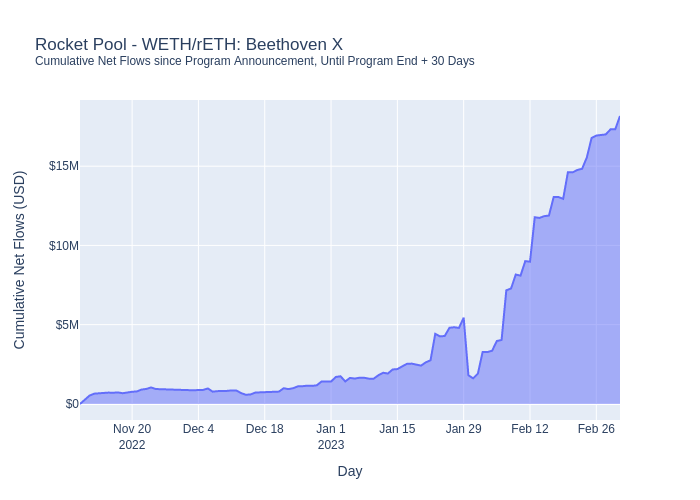 Rocket Pool - WETH/rETH: Beethoven X
Cumulative Net Flows since Program Announcement, Until Program End + 30 Days
Cumulative Net Flows (USD)
$15M
$10M
$5M
$0
Nov 20 Dec 4 Dec 18 Jan 1 Jan 15 Jan 29 Feb 12 Feb 26
2022 2023
Day